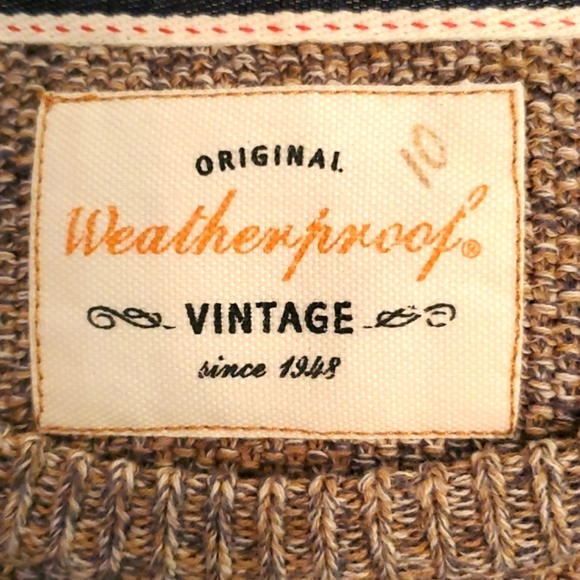 ORIGINAL
10
Weatherproof®
VINTAGE
since 1948